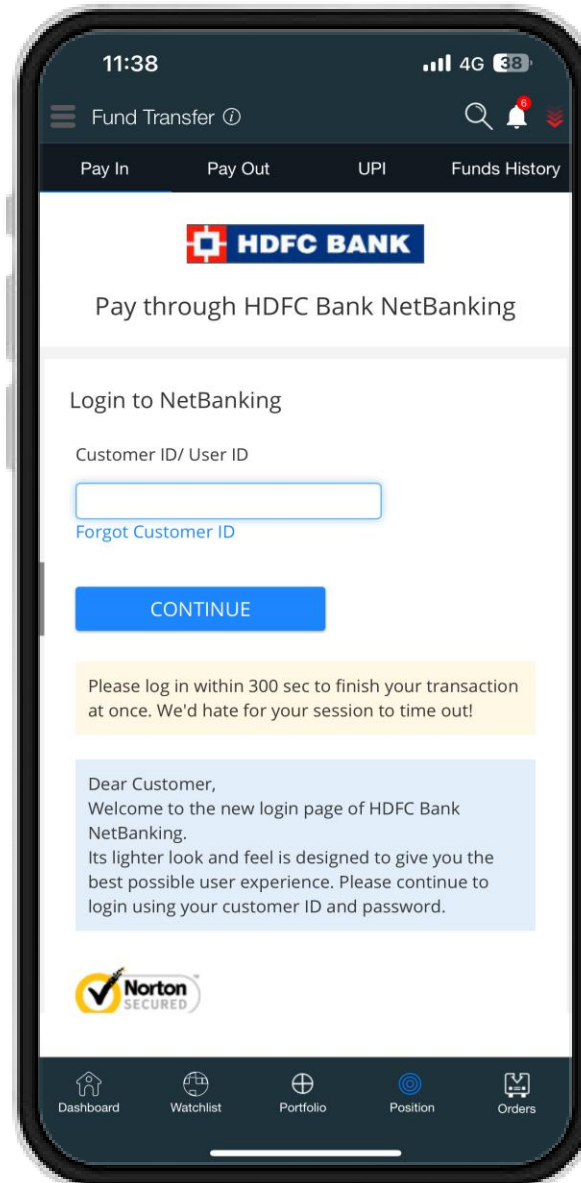 11:38
4G 38
Fund Transfer
6
Pay In Pay Out UPI Funds History
HDFC BANK
Pay through HDFC Bank NetBanking
Login to NetBanking
Customer ID/ User ID
Forgot Customer ID
CONTINUE
Please log in within 300 sec to finish your transaction
at once. We'd hate for your session to time out!
Dear Customer,
Welcome to the new login page of HDFC Bank
NetBanking.
Its lighter look and feel is designed to give you the
best possible user experience. Please continue to
login using your customer ID and password.
Norton
SECURED
Dashboard Watchlist Portfolio Position Orders